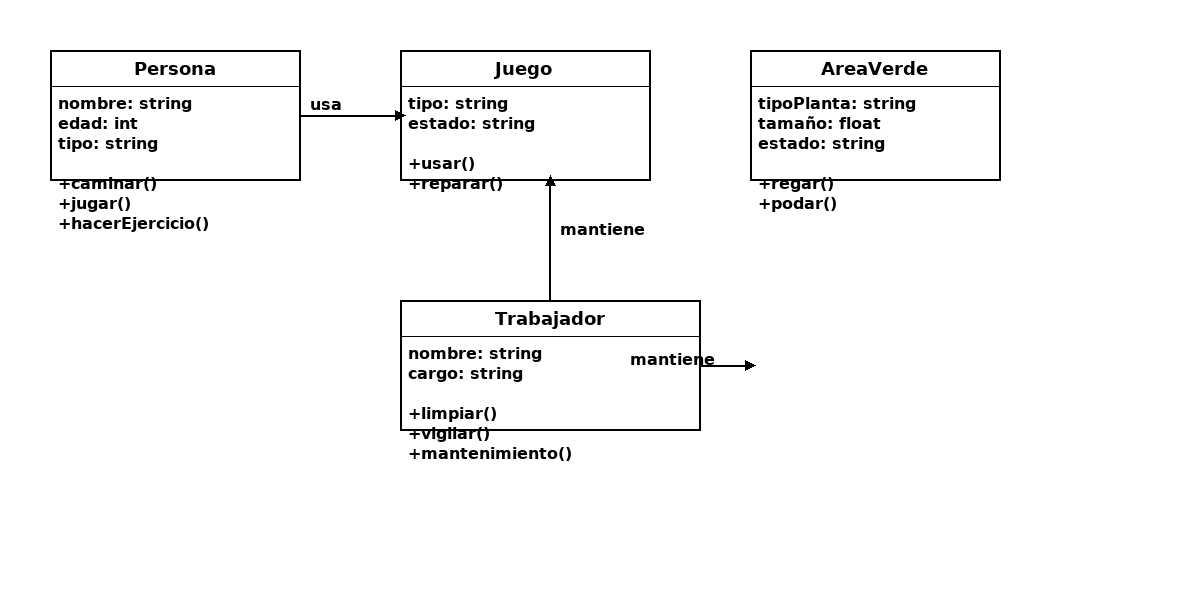 Persona
nombre: string
edad: int
tipo: string
+caminar()
+jugar()
+hacerEjercicio()
usa
Juego
tipo: string
estado: string
+usar()
+reparar()
AreaVerde
tipoPlanta: string
tamaño: float
estado: string
+regar()
+podar()
mantiene
Trabajador
nombre: string
cargo: string
+limpiar()
+vigilar()
+mantenimiento()
mantiene